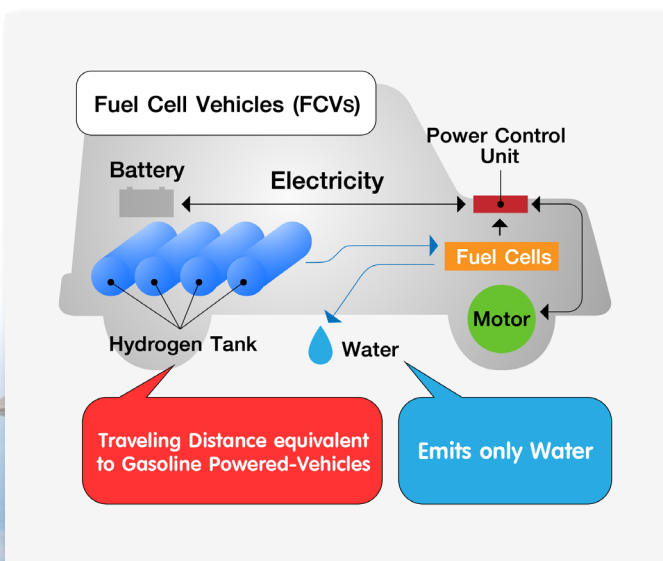 Fuel Cell Vehicles (FCVs)
Power Control
Unit
Battery
Electricity
Fuel Cells
Motor
Hydrogen Tank
Water
Traveling Distance equivalent
to Gasoline Powered-Vehicles
Emits only Water